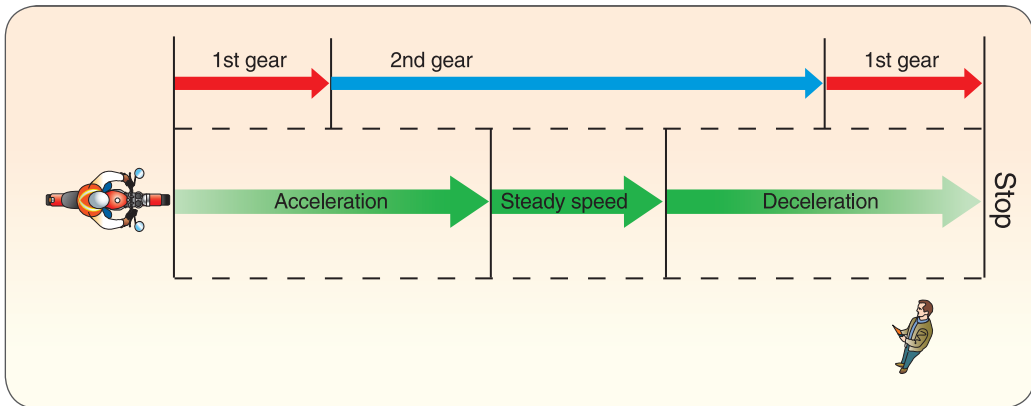 1st gear
2nd gear
1st gear
Acceleration
Steady speed
Deceleration
Stop